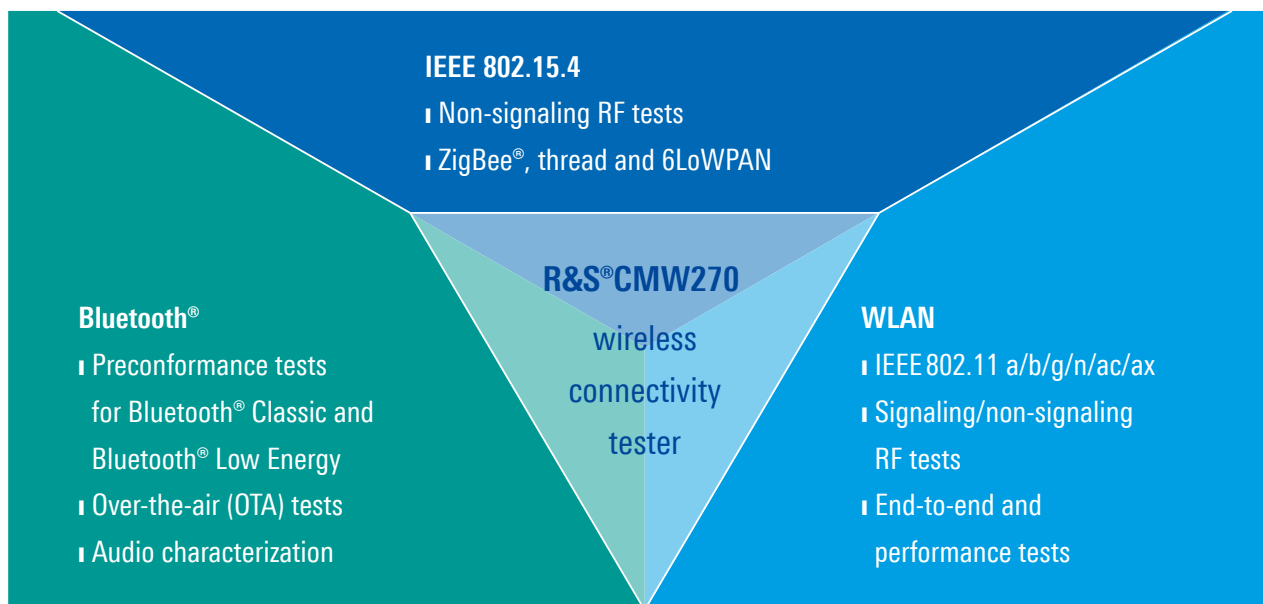 IEEE 802.15.4
ı Non-signaling RF tests
ı ZigBee®, thread and 6LoWPAN
R&S®CMW270
wireless
connectivity
tester
Bluetooth®
ı Preconformance tests
for Bluetooth® Classic and
Bluetooth® Low Energy
ı Over-the-air (OTA) tests
ı Audio characterization
WLAN
ı IEEE 802.11 a/b/g/n/ac/ax
ı Signaling/non-signaling
RF tests
ı End-to-end and
performance tests